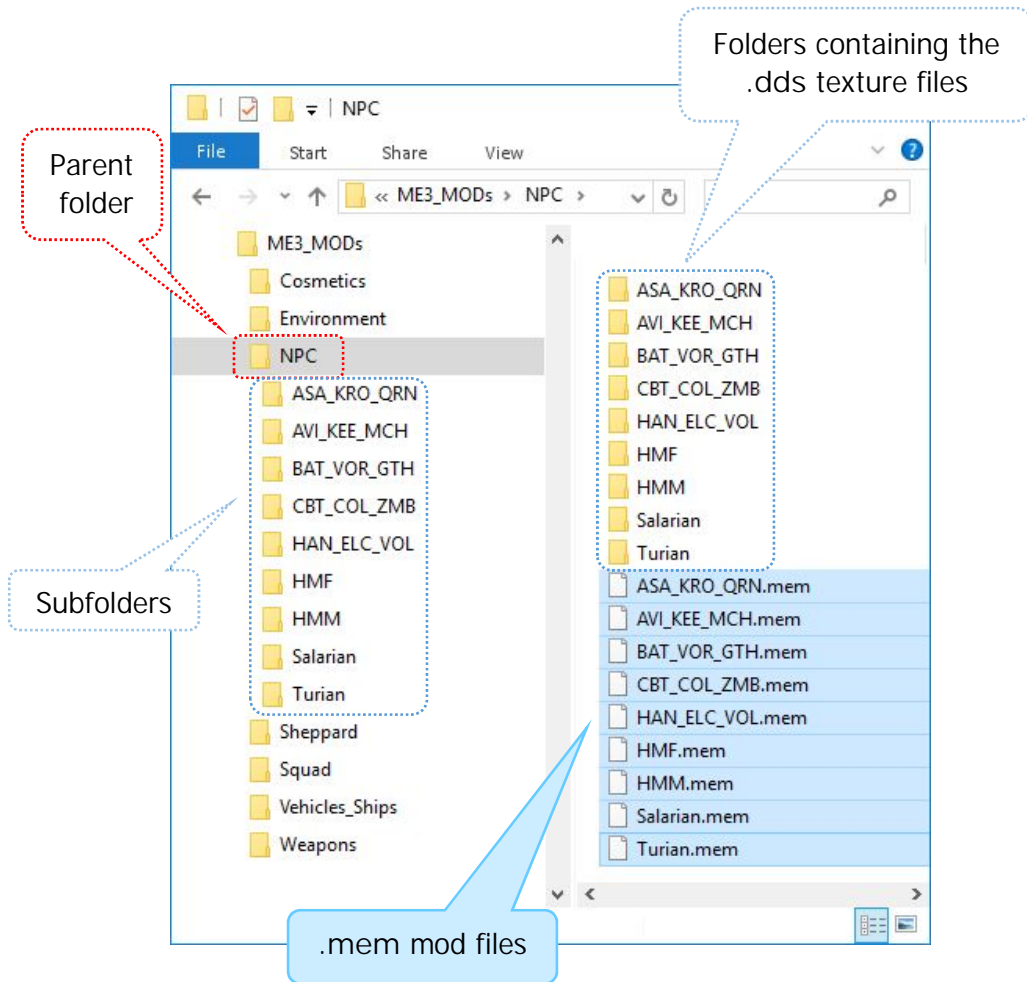 Folders containing the
.dds texture files
NPC
Parent
folder
File
Start
Share
View
?
« ME3_MODs > NPC >
ME3_MODs
Cosmetics
Environment
NPC
ASA_KRO_QRN
AVI_KEE_MCH
BAT_VOR_GTH
CBT_COL_ZMB
HAN_ELC_VOL
HMF
HMM
Salarian
Turian
Sheppard
Squad
Vehicles_Ships
Weapons
Subfolders
ASA_KRO_QRN
AVI_KEE_MCH
BAT_VOR_GTH
CBT_COL_ZMB
HAN_ELC_VOL
HMF
HMM
Salarian
Turian
ASA_KRO_QRN.mem
AVI_KEE_MCH.mem
BAT_VOR_GTH.mem
CBT_COL_ZMB.mem
HAN_ELC_VOL.mem
HMF.mem
HMM.mem
Salarian.mem
Turian.mem
.mem mod files